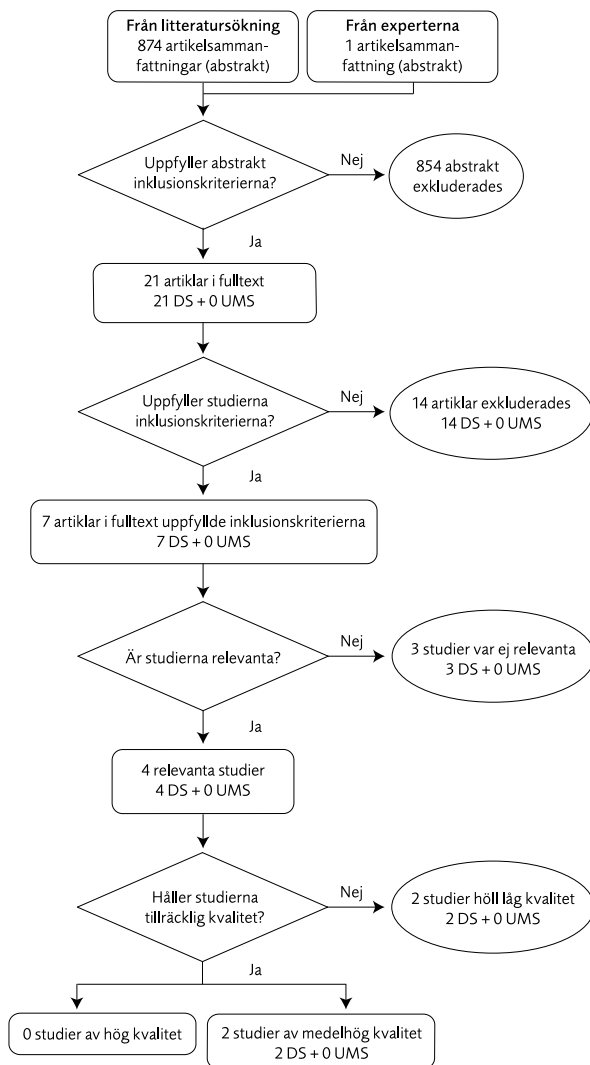 Från litteratursökning
874 artikelsamman-
fattningar (abstrakt)
Från experterna
1 artikelsamman-
fattning (abstrakt)
Uppfyller abstrakt
inklusionskriterierna?
Nej
854 abstrakt
exkluderades
Ja
21 artiklar i fulltext
21 DS + 0 UMS
Uppfyller studierna
inklusionskriterierna?
Nej
14 artiklar exkluderades
14 DS + 0 UMS
Ja
7 artiklar i fulltext uppfyllde inklusionskriterierna
7 DS + 0 UMS
Är studierna relevanta?
Nej
3 studier var ej relevanta
3 DS + 0 UMS
Ja
4 relevanta studier
4 DS + 0 UMS
Håller studierna
tillräcklig kvalitet?
Nej
2 studier höll låg kvalitet
2 DS + 0 UMS
Ja
0 studier av hög kvalitet
2 studier av medelhög kvalitet
2 DS + 0 UMS